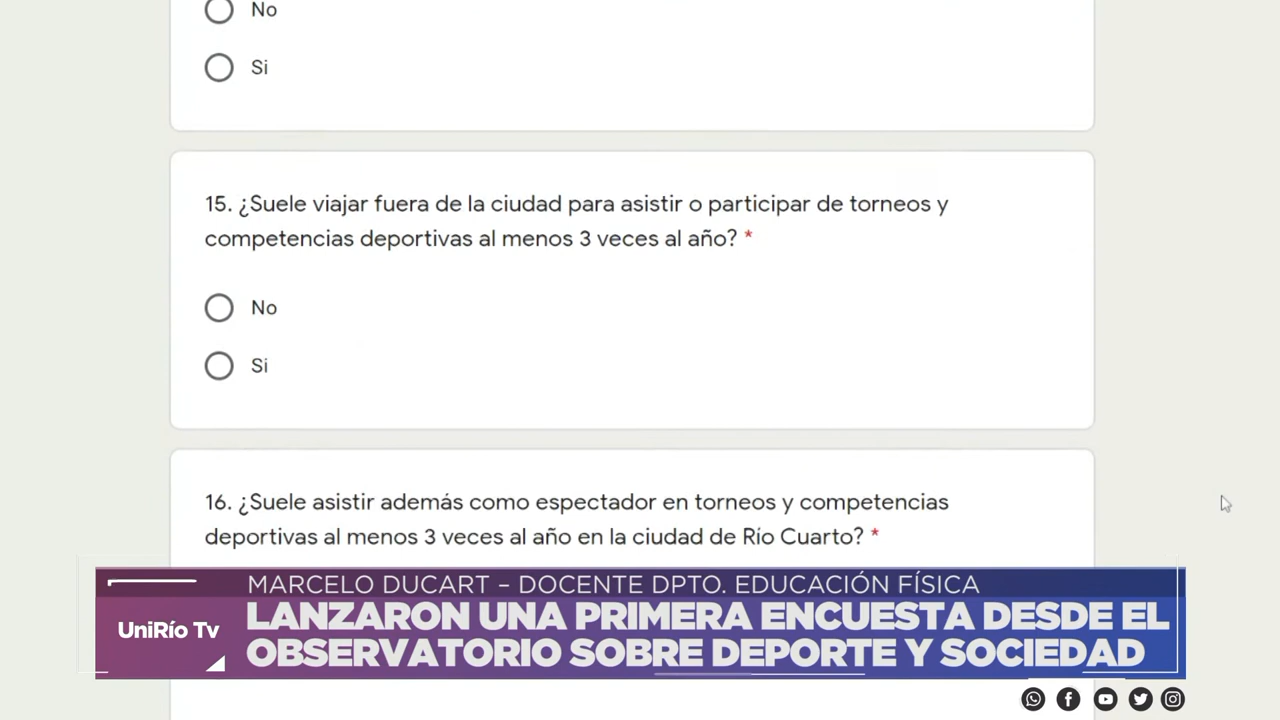 No
Si
15. ¿Suele viajar fuera de la ciudad para asistir o participar de torneos y
competencias deportivas al menos 3 veces al año? *
No
Si
16. ¿Suele asistir además como espectador en torneos y competencias
deportivas al menos 3 veces al año en la ciudad de Río Cuarto? *
MARCELO DUCART – DOCENTE DPTO. EDUCACIÓN FÍSICA
UniRío Tv
LANZARON UNA PRIMERA ENCUESTA DESDE EL
OBSERVATORIO SOBRE DEPORTE Y SOCIEDAD